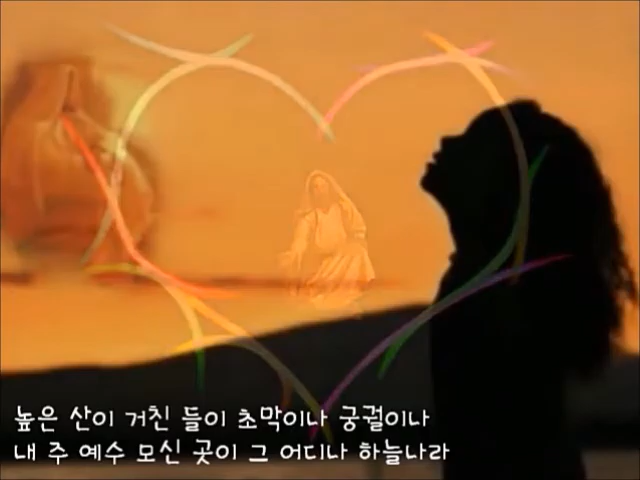 높은 산이 거친 들이 초막이나 궁궐이나
내 주 예수 모신 곳이 그 어디나 하늘나라